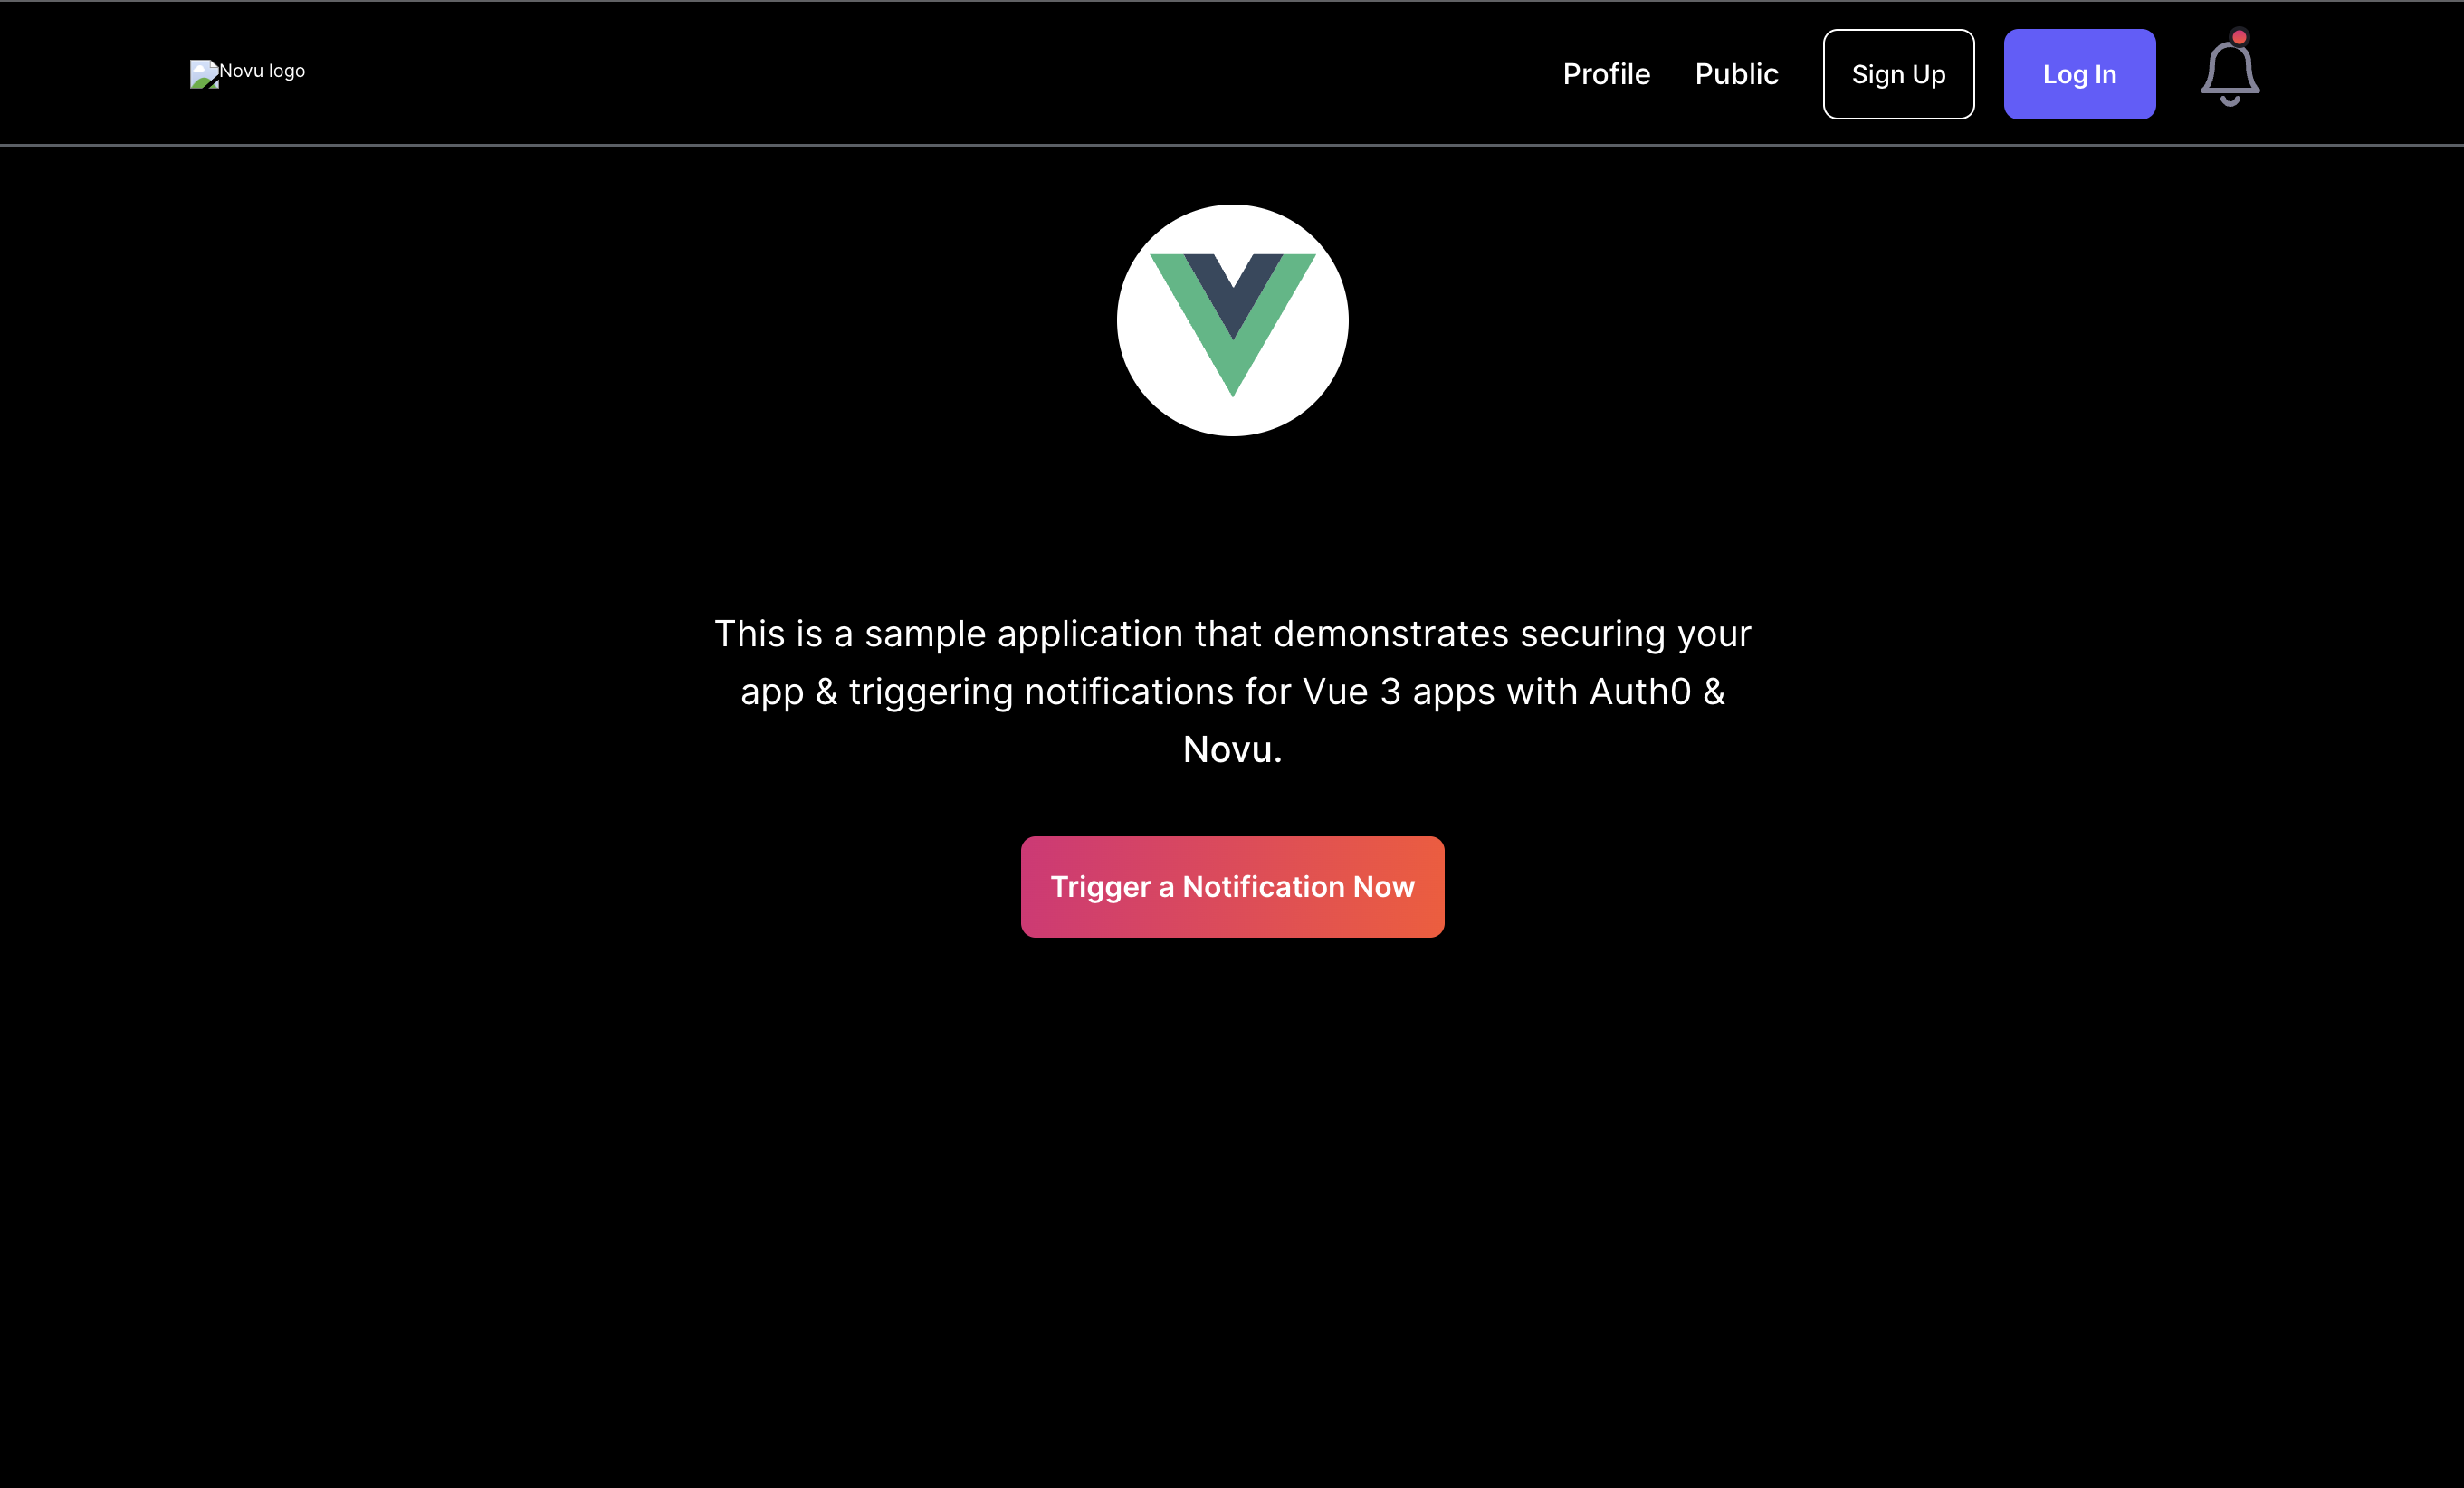 Novu logo
Profile
Public
Sign Up
Log In
This is a sample application that demonstrates securing your
app & triggering notifications for Vue 3 apps with Auth0 &
Novu.
Trigger a Notification Now